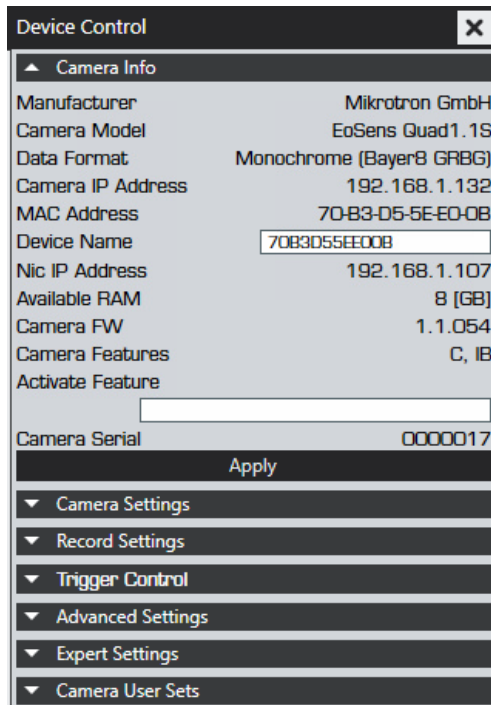 Device Control
Camera Info
Manufacturer Mikrotron GmbH
Camera Model EoSens Quad1.1S
Data Format Monochrome (Bayer8 GRBG)
Camera IP Address 192.168.1.132
MAC Address 70-B3-D5-5E-E0-0B
Device Name 70B3D55EE00B
Nic IP Address 192.168.1.107
Available RAM 8 [GB]
Camera FW 1.1.054
Camera Features C, IB
Activate Feature
Camera Serial 0000017
Apply
Camera Settings
Record Settings
Trigger Control
Advanced Settings
Expert Settings
Camera User Sets